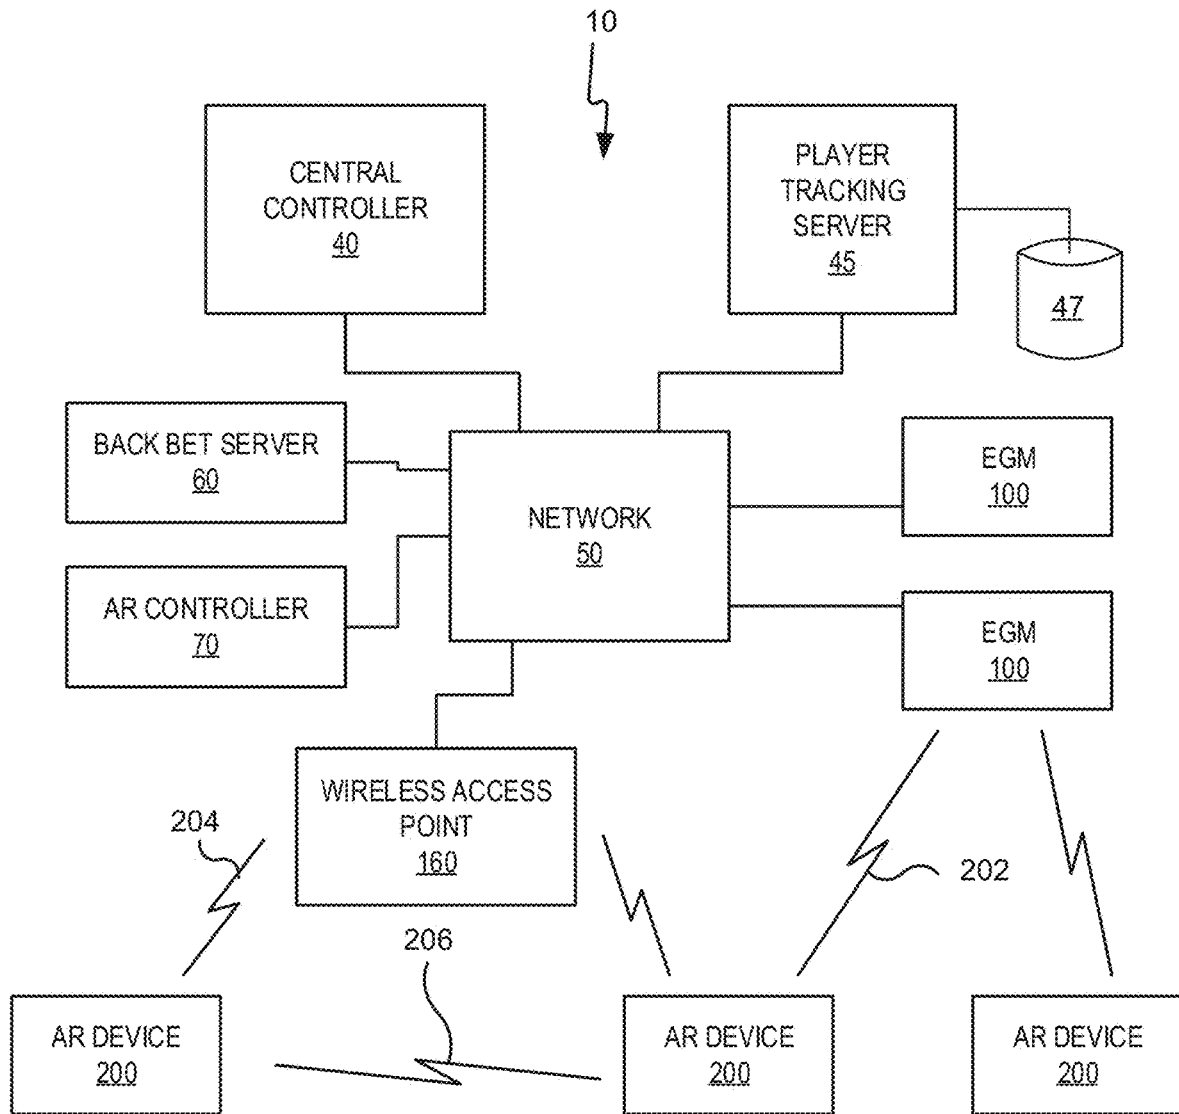 10
CENTRAL
CONTROLLER
40
PLAYER
TRACKING
SERVER
45
47
BACK BET SERVER
60
NETWORK
50
EGM
100
AR CONTROLLER
70
EGM
100
WIRELESS ACCESS
POINT
160
204
202
206
AR DEVICE
200
AR DEVICE
200
AR DEVICE
200